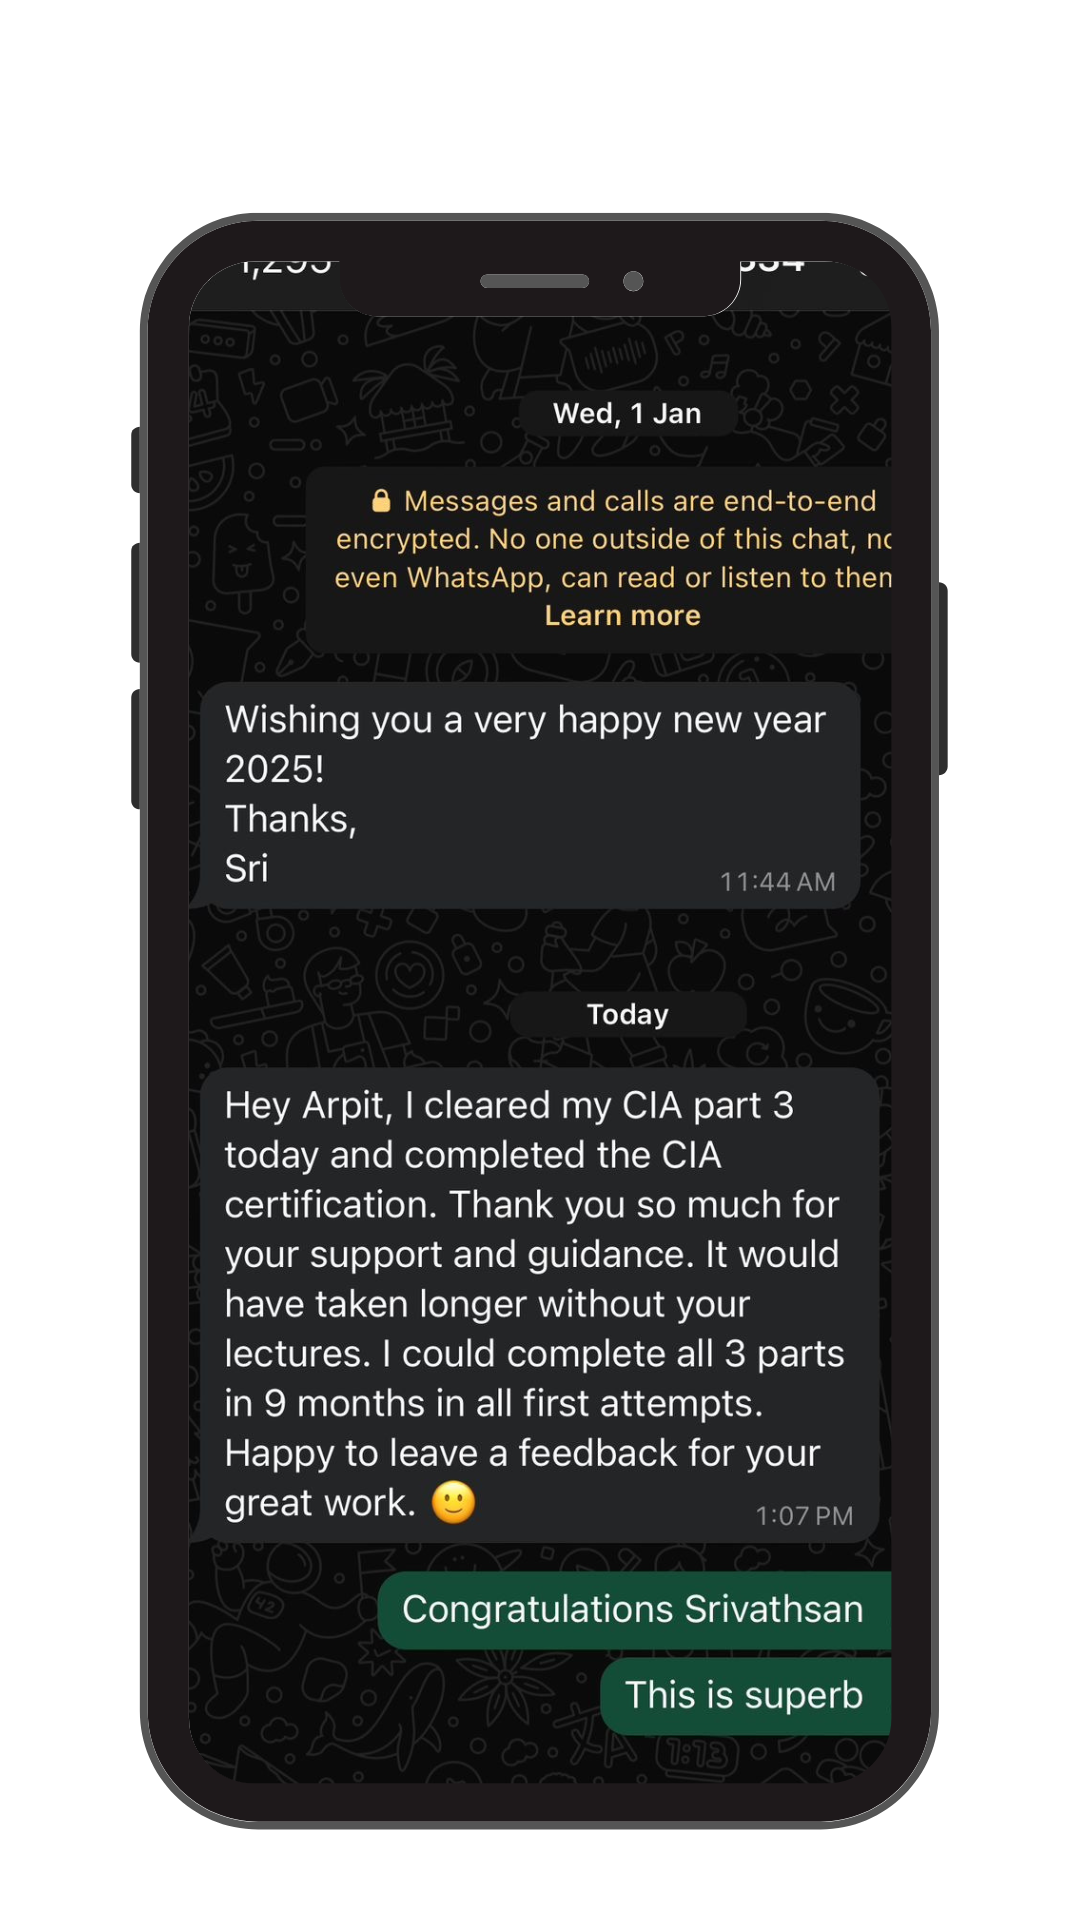 Wed, 1 Jan
🔒 Messages and calls are end-to-end
encrypted. No one outside of this chat,
even WhatsApp, can read or listen to
Learn more
Wishing you a very happy new year
2025!
Thanks,
Sri
11:44 AM
Today
Hey Arpit, I cleared my CIA part 3
today and completed the CIA
certification. Thank you so much for
your support and guidance. It would
have taken longer without your
lectures. I could complete all 3 parts
in 9 months in all first attempts.
Happy to leave a feedback for your
great work. 🙂
1:07 PM
Congratulations Srivathsan
This is superb